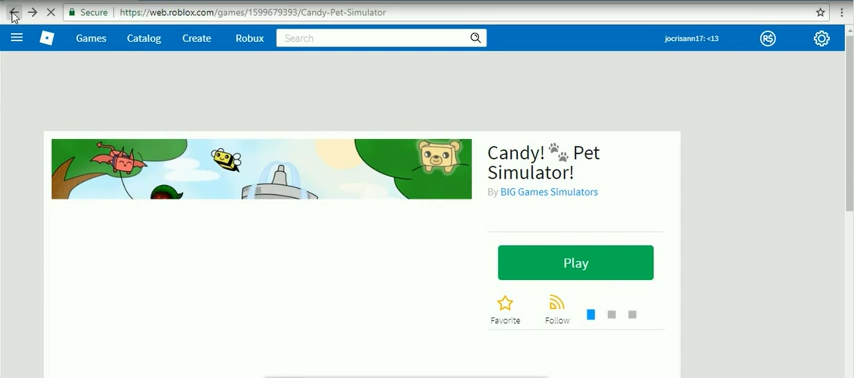 Secure https://web.roblox.com/games/1599679393/Candy-Pet-Simulator
Games Catalog Create Robux Search jocrisann17: <13 R$
Candy! 🐾 Pet
Simulator!
By BIG Games Simulators
Play
Favorite Follow